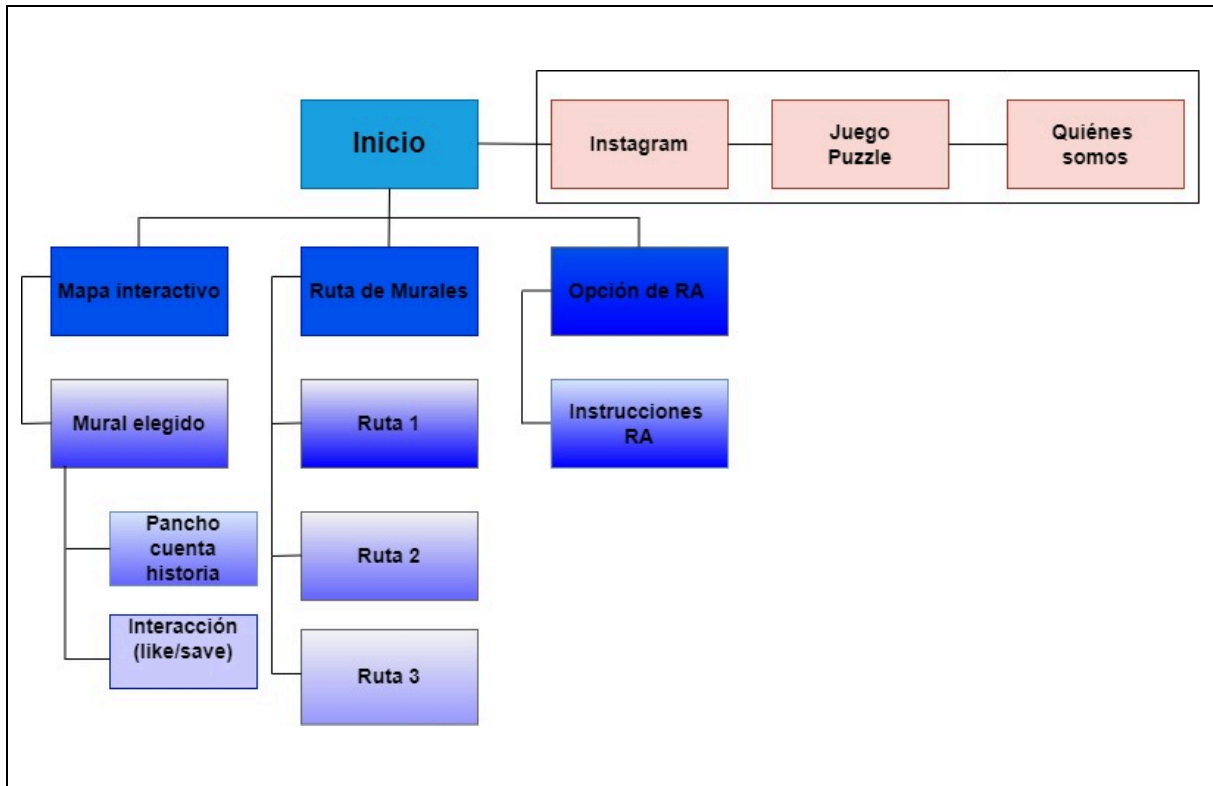 Inicio
Instagram
Juego
Puzzle
Quiénes
somos
Mapa interactivo
Ruta de Murales
Opción de RA
Mural elegido
Ruta 1
Instrucciones
RA
Pancho
cuenta
historia
Ruta 2
Interacción
(like/save)
Ruta 3